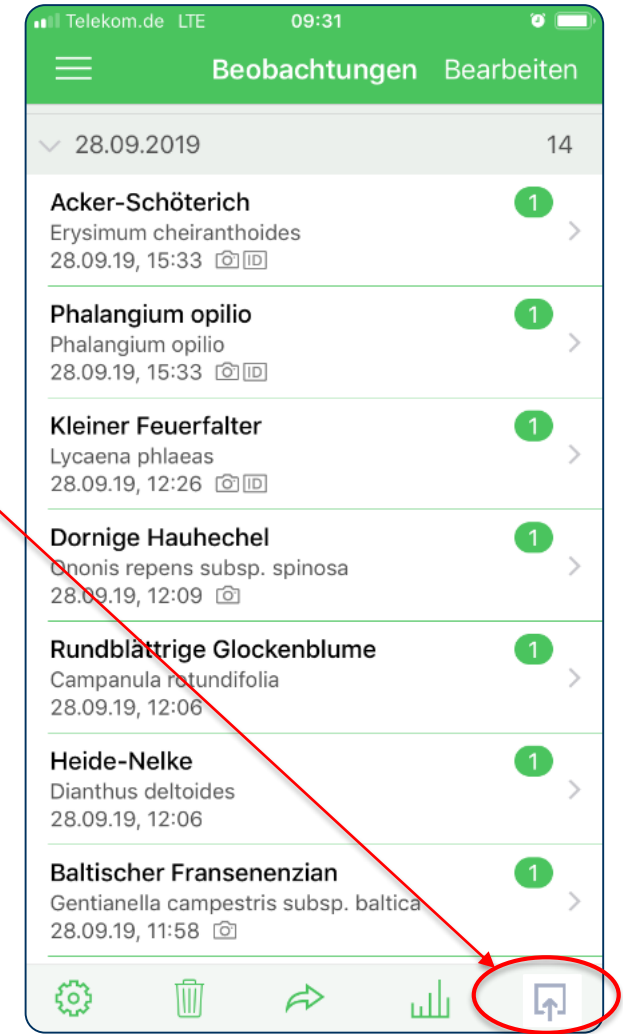 Telekom.de LTE 09:31
Beobachtungen Bearbeiten
28.09.2019 14
Acker-Schöterich 1
Erysimum cheiranthoides
28.09.19, 15:33 ID
Phalangium opilio 1
Phalangium opilio
28.09.19, 15:33 ID
Kleiner Feuerfalter 1
Lycaena phlaeas
28.09.19, 12:26 ID
Dornige Hauhechel 1
Ononis repens subsp. spinosa
28.09.19, 12:09
Rundblättrige Glockenblume 1
Campanula rotundifolia
28.09.19, 12:06
Heide-Nelke 1
Dianthus deltoides
28.09.19, 12:06
Baltischer Fransenenzian 1
Gentianella campestris subsp. baltica
28.09.19, 11:58